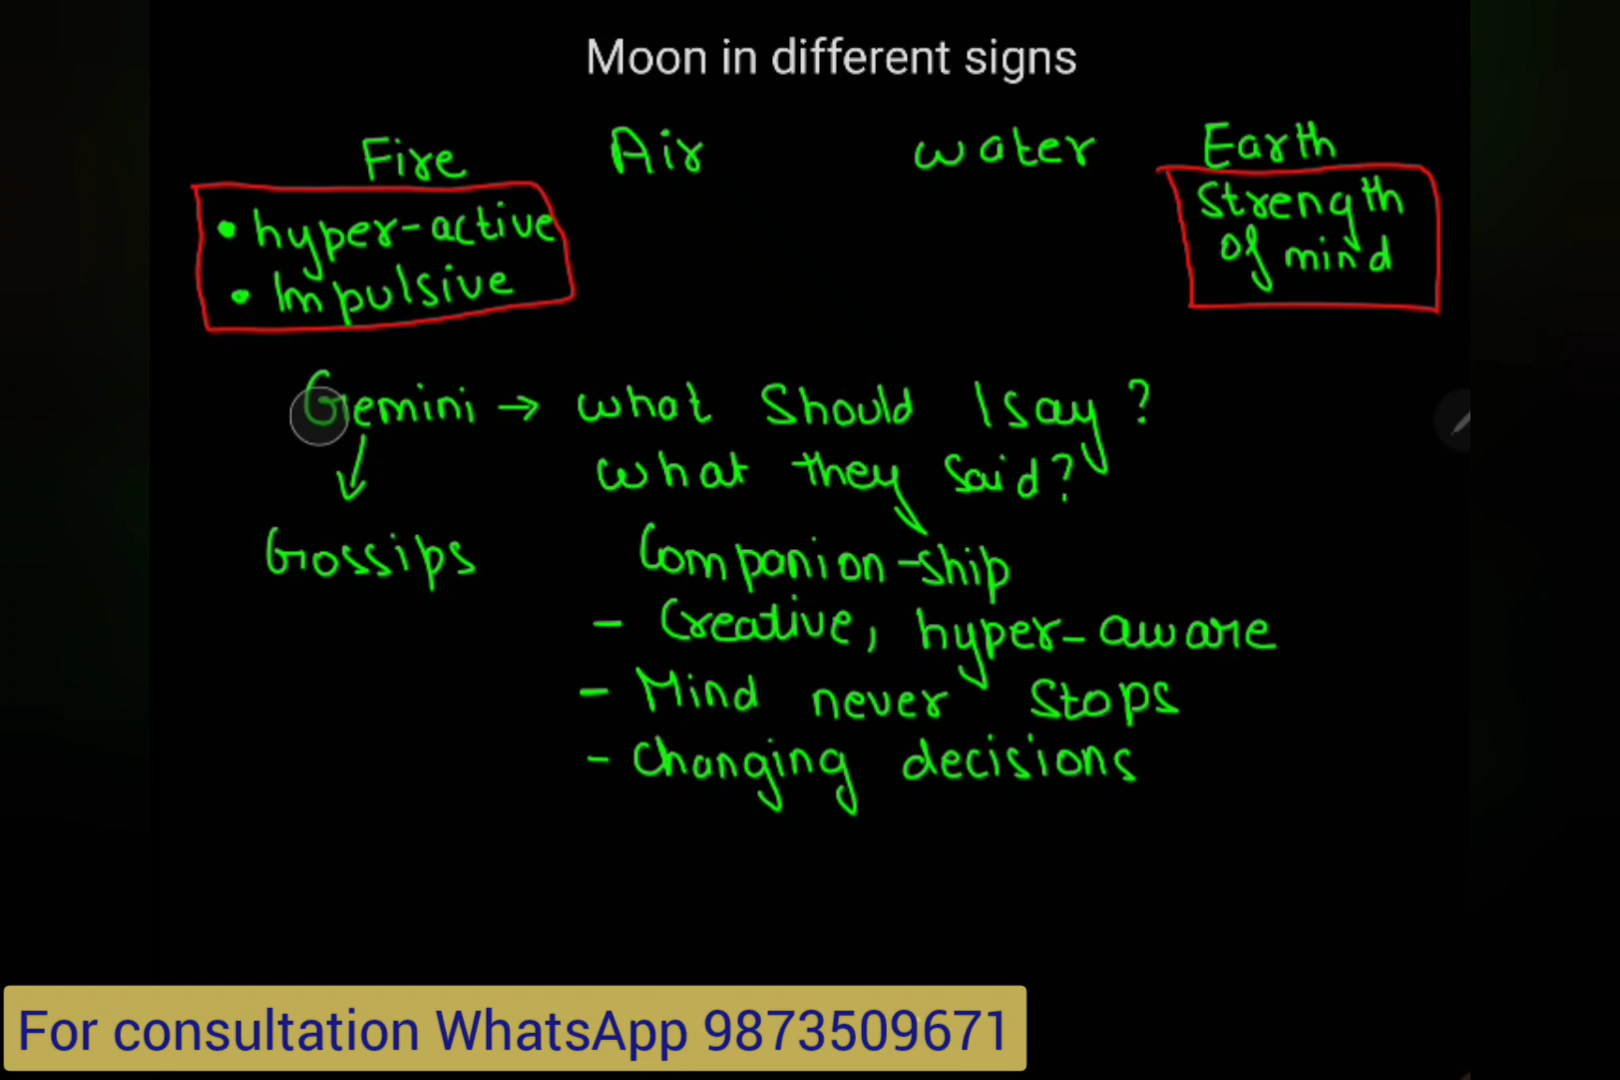 Moon in different signs
Fire Air water Earth
• hyper-active
• Impulsive
Strength
of mind
Gemini → what Should I say?
what they Said?
Gossips
Companion-ship
- Creative, hyper-aware
- Mind never Stops
- Changing decisions
For consultation WhatsApp 9873509671